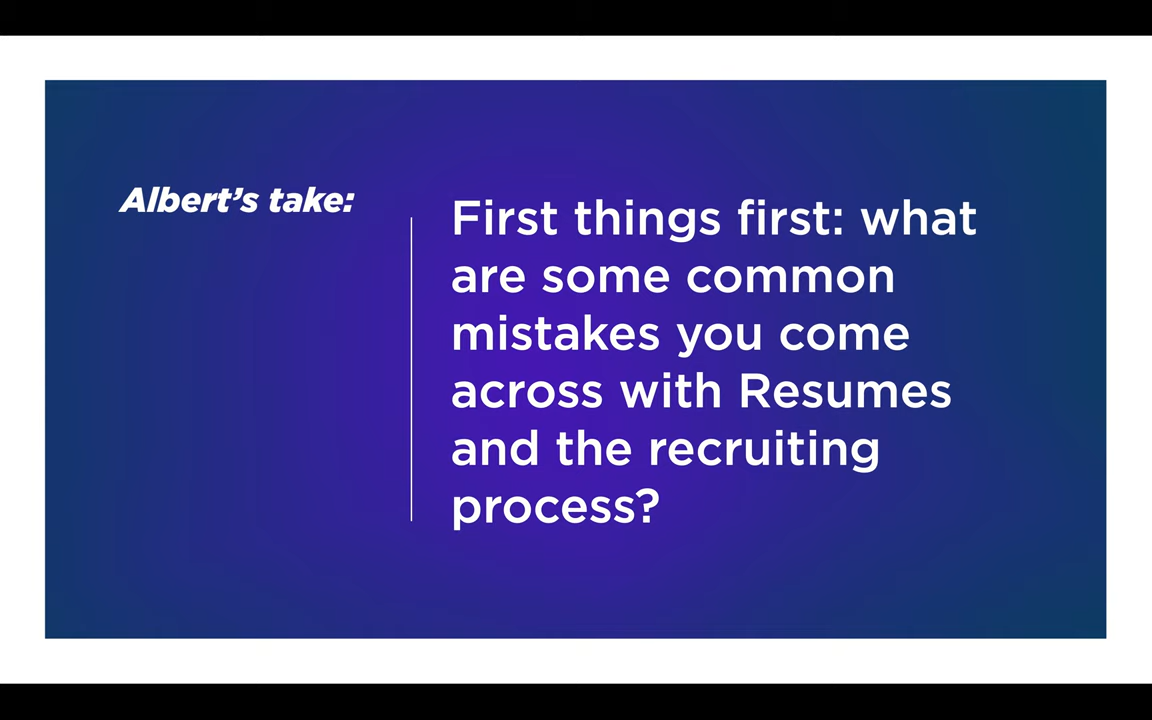 Albert's take:
First things first: what
are some common
mistakes you come
across with Resumes
and the recruiting
process?